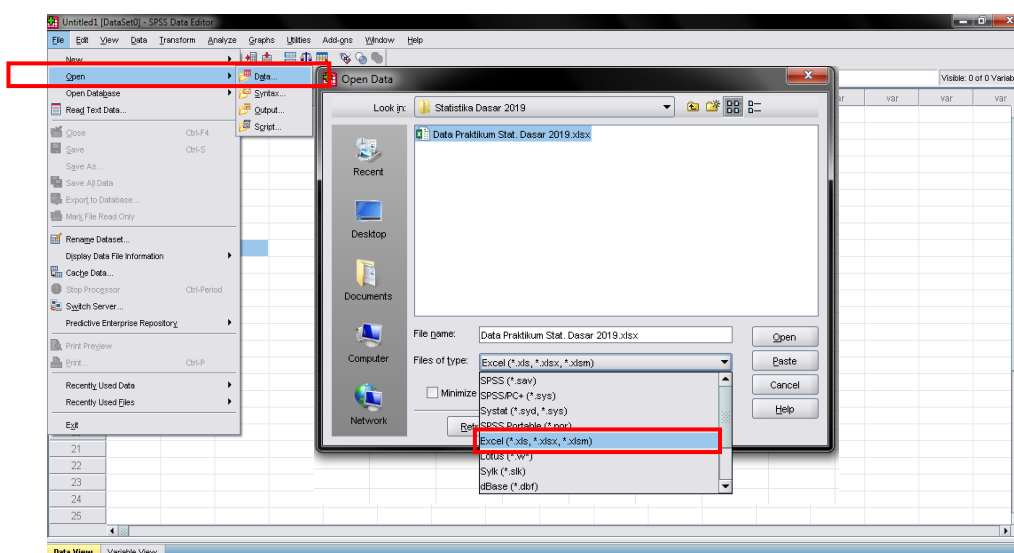 Untitled1 [DataSet0] - SPSS Data Editor
File Edit View Data Transform Analyze Graphs Utilities Add-ons Window Help
New
Open
Open Database
Read Text Data...
Close Ctrl-F4
Save Ctrl-S
Save As...
Save All Data
Export to Database...
Mark File Read Only
Rename Dataset...
Display Data File Information
Cache Data...
Stop Processor Ctrl-Period
Switch Server...
Predictive Enterprise Repository
Print Preview
Print... Ctrl-P
Recently Used Data
Recently Used Files
Exit
Data...
Syntax...
Output...
Script...
Open Data
Look in: Statistika Dasar 2019
Data Praktikum Stat. Dasar 2019.xlsx
Recent
Desktop
Documents
Computer
Network
File name: Data Praktikum Stat. Dasar 2019.xlsx Open
Files of type: Excel (*.xls, *.xlsx, *.xlsm) Paste
Minimize Cancel
Help
SPSS (*.sav)
SPSS/PC+ (*.sys)
Systat (*.syd, *.sys)
SPSS Portable (*.por)
Excel (*.xls, *.xlsx, *.xlsm)
Lotus (*.w*)
Sylk (*.slk)
dBase (*.dbf)
Visible: 0 of 0 Variab
var var var
21
22
23
24
25
Data View Variable View